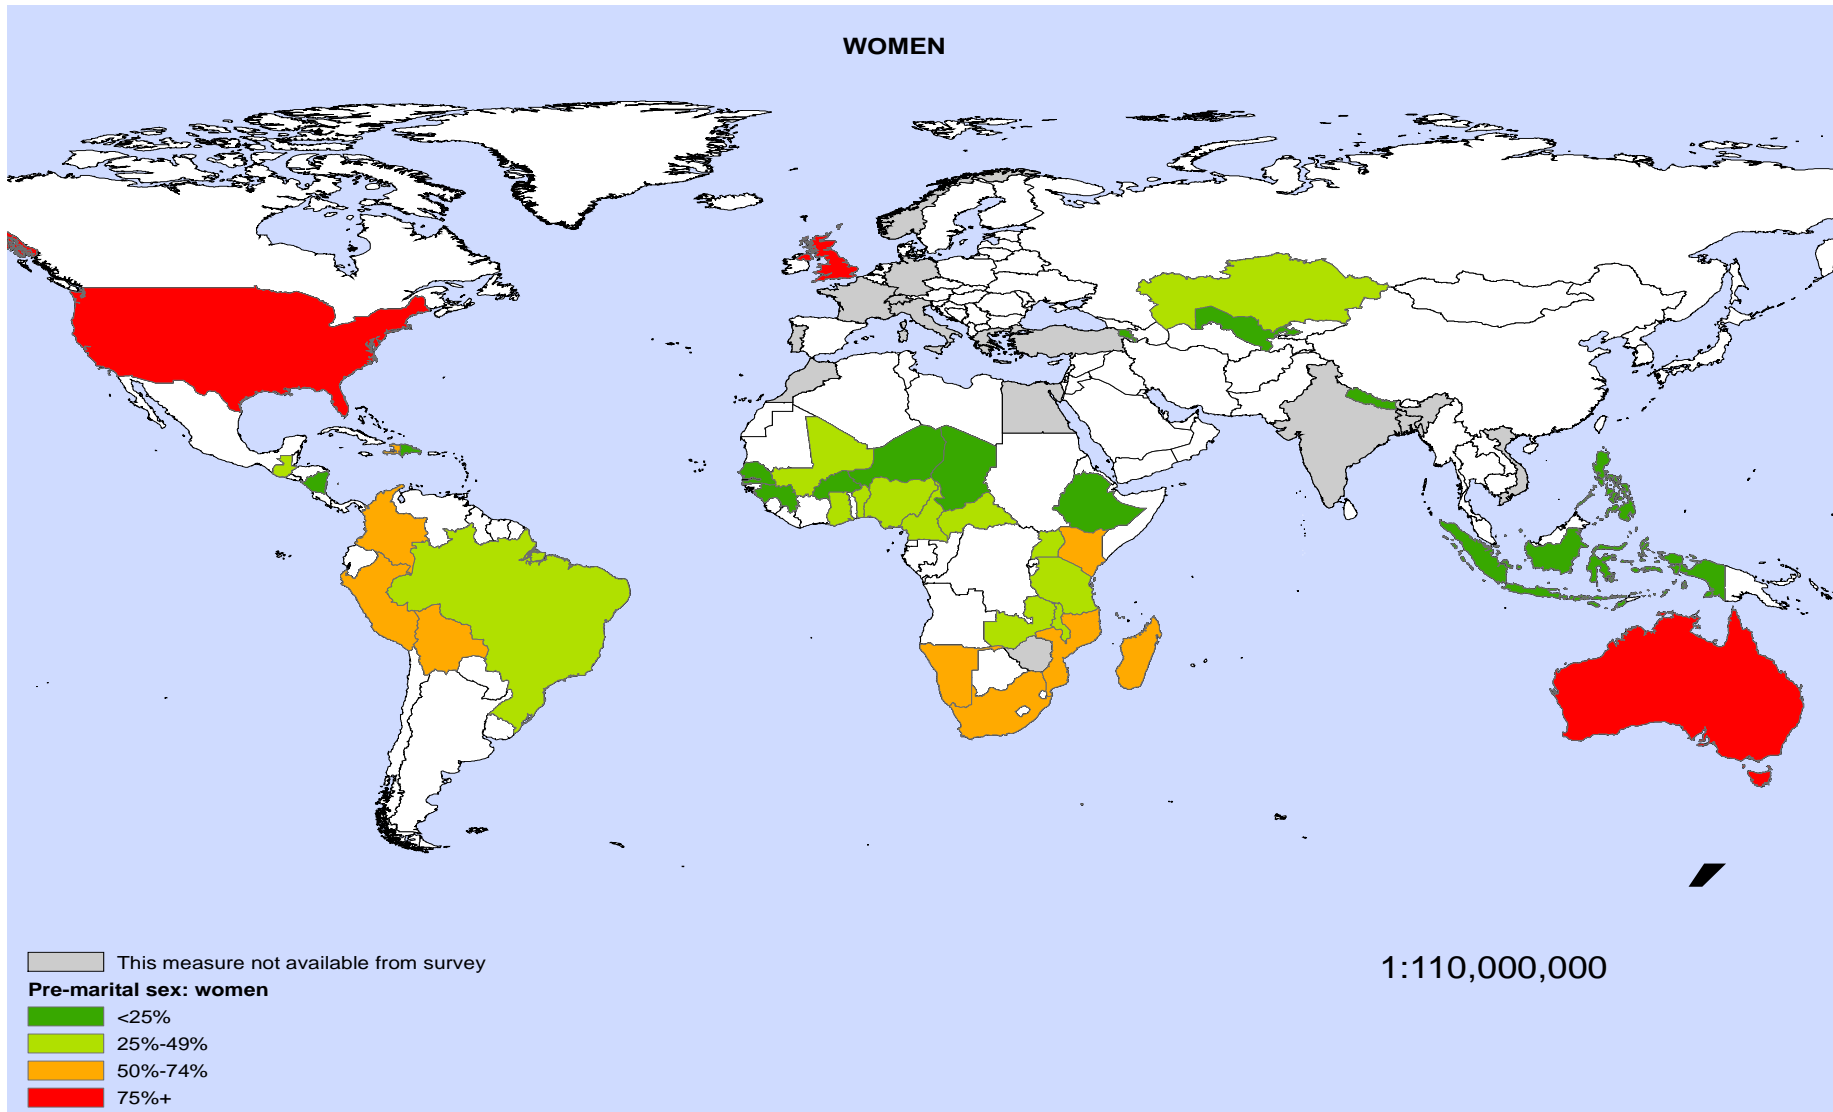 WOMEN
This measure not available from survey
Pre-marital sex: women
<25%
25%-49%
50%-74%
75%+
1:110,000,000